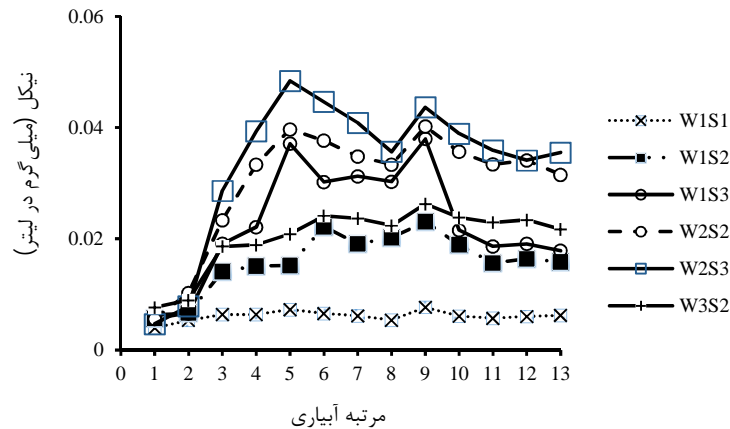 0.06
0.04
0.02
0
نیکل (میلی گرم در لیتر)
0 1 2 3 4 5 6 7 8 9 10 11 12 13
مرتبه آبیاری
W1S1
W1S2
W1S3
W2S2
W2S3
W3S2